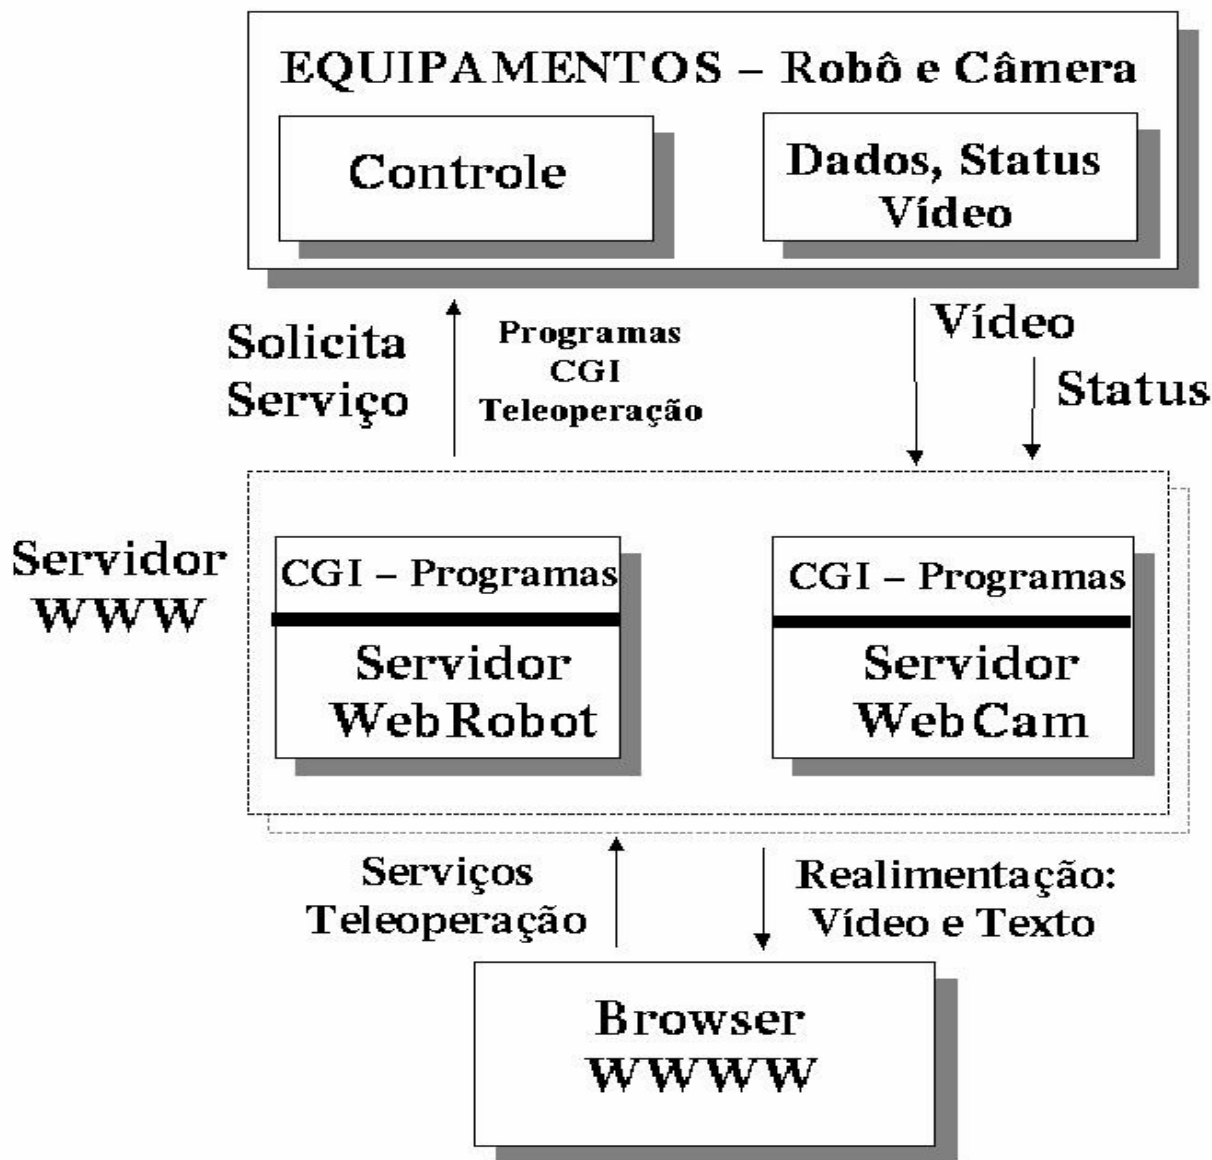 EQUIPAMENTOS – Robô e Câmera
Controle
Dados, Status
Vídeo
Solicita
Serviço
Programas
CGI
Teleoperação
Vídeo
Status
Servidor
WWW
CGI – Programas
Servidor
WebRobot
CGI – Programas
Servidor
WebCam
Serviços
Teleoperação
Realimentação:
Vídeo e Texto
Browser
WWWW